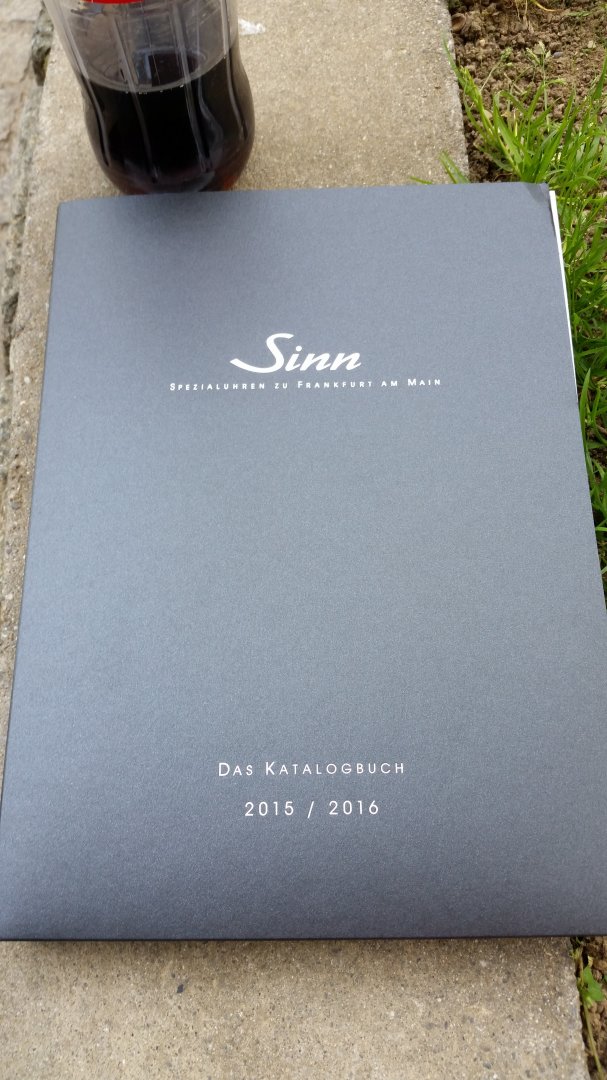 Sinn
Spezialuhren zu Frankfurt am Main
Das Katalogbuch
2015 / 2016